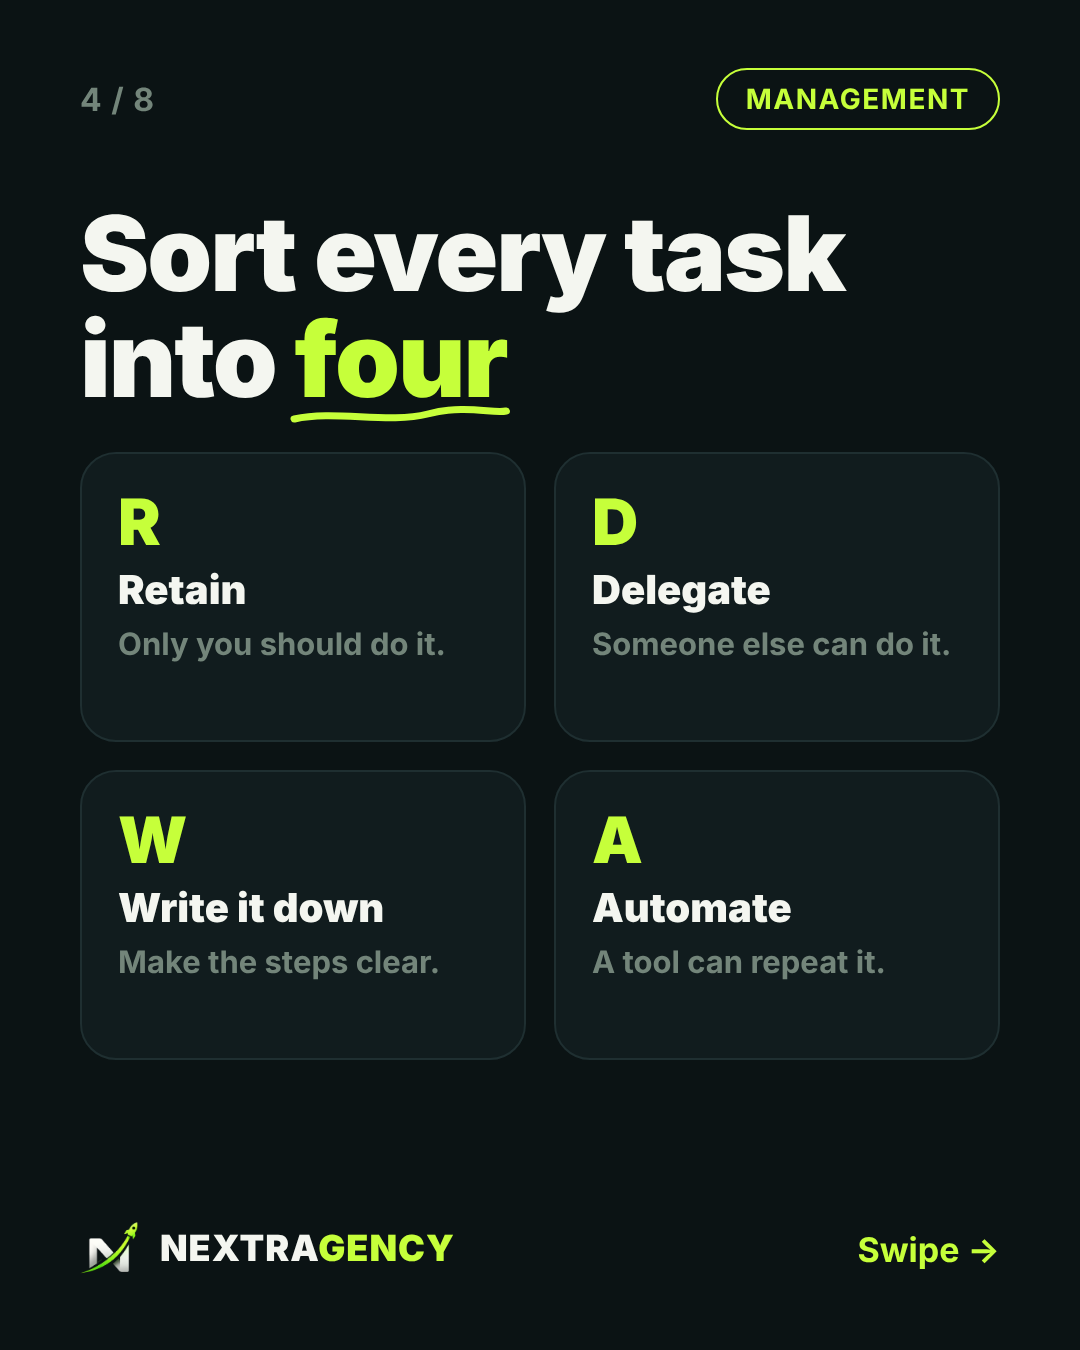 4 / 8
MANAGEMENT
Sort every task
into four
R
Retain
Only you should do it.
D
Delegate
Someone else can do it.
W
Write it down
Make the steps clear.
A
Automate
A tool can repeat it.
NEXTRAGENCY
Swipe →